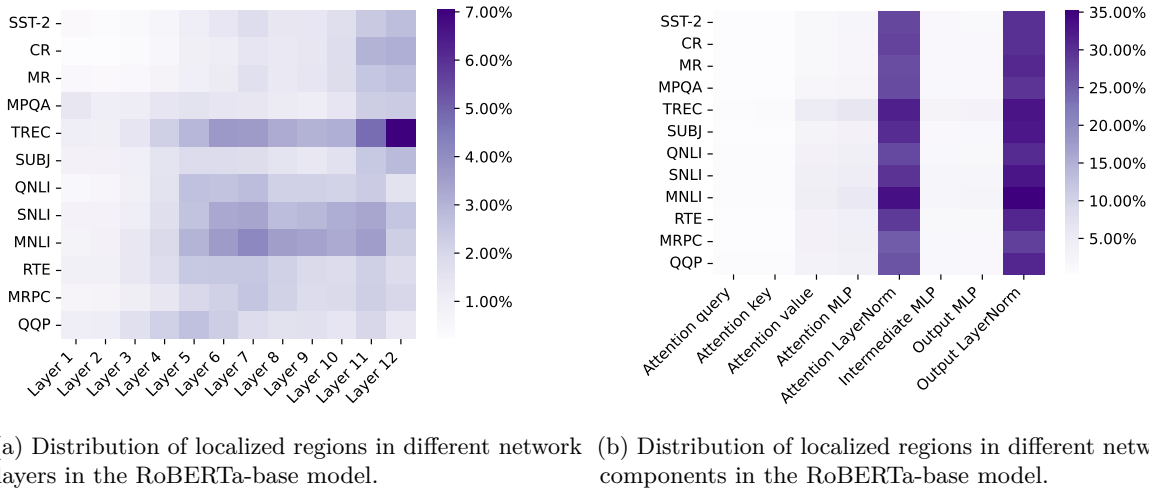 SST-2
CR
MR
MPQA
TREC
SUBJ
QNLI
SNLI
MNLI
RTE
MRPC
QQP
Layer 1
Layer 2
Layer 3
Layer 4
Layer 5
Layer 6
Layer 7
Layer 8
Layer 9
Layer 10
Layer 11
Layer 12
7.00%
6.00%
5.00%
4.00%
3.00%
2.00%
1.00%
SST-2
CR
MR
MPQA
TREC
SUBJ
QNLI
SNLI
MNLI
RTE
MRPC
QQP
Attention query
Attention key
Attention value
Attention MLP
Attention LayerNorm
Intermediate MLP
Output MLP
Output LayerNorm
35.00%
30.00%
25.00%
20.00%
15.00%
10.00%
5.00%
a) Distribution of localized regions in different network
layers in the RoBERTa-base model.
(b) Distribution of localized regions in different netw
components in the RoBERTa-base model.